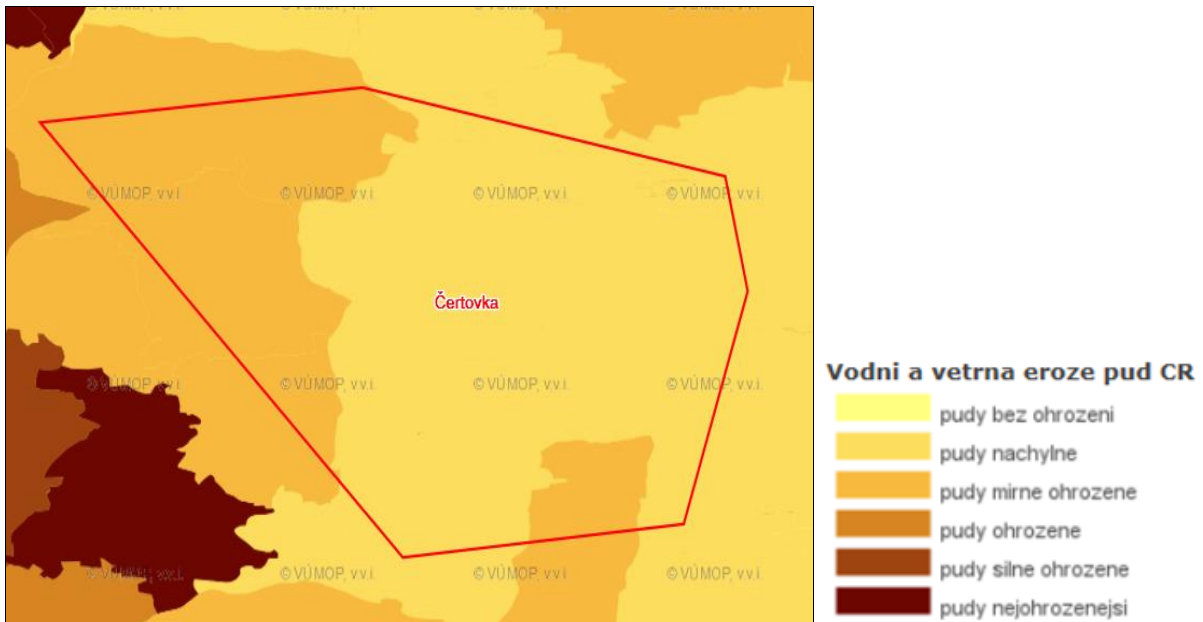 © VÚMOP, v.v.i. © VÚMOP, v.v.i. © VÚMOP, v.v.i. © VÚMOP, v.v.i.
Čertovka
© VÚMOP, v.v.i. © VÚMOP, v.v.i. © VÚMOP, v.v.i. © VÚMOP, v.v.i.
© VÚMOP, v.v.i. © VÚMOP, v.v.i. © VÚMOP, v.v.i. © VÚMOP, v.v.i.
Vodni a vetrna eroze pud CR
pudy bez ohrozeni
pudy nachylne
pudy mirne ohrozene
pudy ohrozene
pudy silne ohrozene
pudy nejohrozenejsi